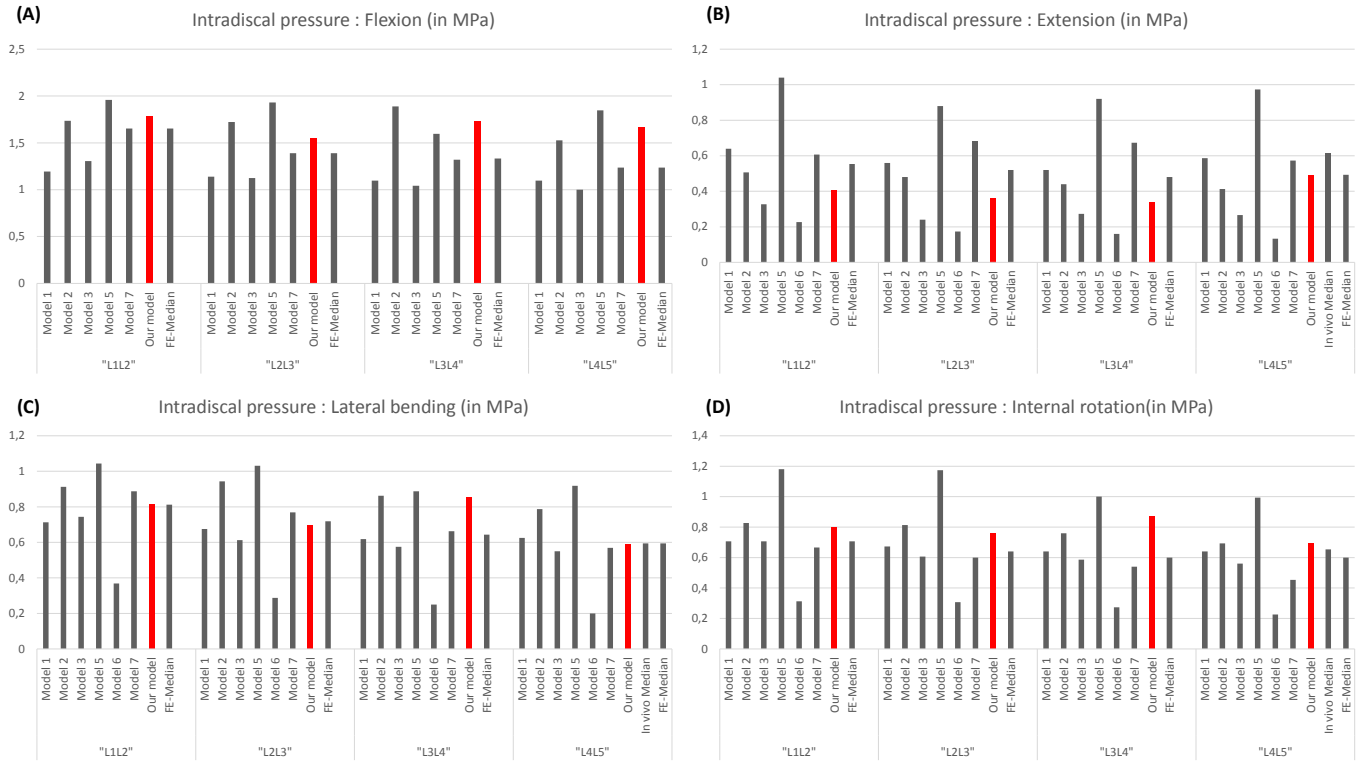 (A)
Intradiscal pressure : Flexion (in MPa)
2,5
2
1,5
1
0,5
0
Model 1
Model 2
Model 3
Model 5
Model 7
Our model
FE-Median
Model 1
Model 2
Model 3
Model 5
Model 7
Our model
FE-Median
Model 1
Model 2
Model 3
Model 5
Model 7
Our model
FE-Median
Model 1
Model 2
Model 3
Model 5
Model 7
Our model
FE-Median
"L1L2"
"L2L3"
"L3L4"
"L4L5"
(B)
Intradiscal pressure : Extension (in MPa)
1,2
1
0,8
0,6
0,4
0,2
0
Model 1
Model 2
Model 3
Model 5
Model 6
Model 7
Our model
FE-Median
Model 1
Model 2
Model 3
Model 5
Model 6
Model 7
Our model
FE-Median
Model 1
Model 2
Model 3
Model 5
Model 6
Model 7
Our model
FE-Median
Model 1
Model 2
Model 3
Model 5
Model 6
Model 7
Our model
In vivo Median
FE-Median
"L1L2"
"L2L3"
"L3L4"
"L4L5"
(C)
Intradiscal pressure : Lateral bending (in MPa)
1,2
1
0,8
0,6
0,4
0,2
0
Model 1
Model 2
Model 3
Model 5
Model 6
Model 7
Our model
FE-Median
Model 1
Model 2
Model 3
Model 5
Model 6
Model 7
Our model
FE-Median
Model 1
Model 2
Model 3
Model 5
Model 6
Model 7
Our model
FE-Median
Model 1
Model 2
Model 3
Model 5
Model 6
Model 7
Our model
In vivo Median
FE-Median
"L1L2"
"L2L3"
"L3L4"
"L4L5"
(D)
Intradiscal pressure : Internal rotation(in MPa)
1,4
1,2
1
0,8
0,6
0,4
0,2
0
Model 1
Model 2
Model 3
Model 5
Model 6
Model 7
Our model
FE-Median
Model 1
Model 2
Model 3
Model 5
Model 6
Model 7
Our model
FE-Median
Model 1
Model 2
Model 3
Model 5
Model 6
Model 7
Our model
FE-Median
Model 1
Model 2
Model 3
Model 5
Model 6
Model 7
Our model
In vivo Median
FE-Median
"L1L2"
"L2L3"
"L3L4"
"L4L5"